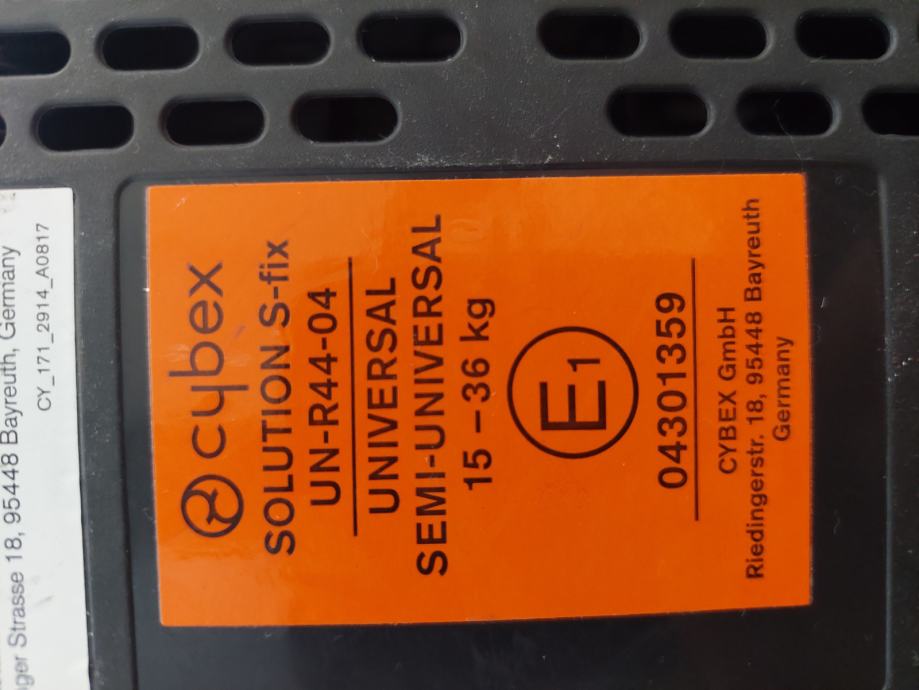 Strasse 18, 95448 Bayreuth, Germany
CY_171_2914_A0817
cybex
SOLUTION S-fix
UN-R44-04
UNIVERSAL
SEMI-UNIVERSAL
15 – 36 kg
E1
04301359
CYBEX GmbH
Riedingerstr. 18, 95448 Bayreuth
Germany